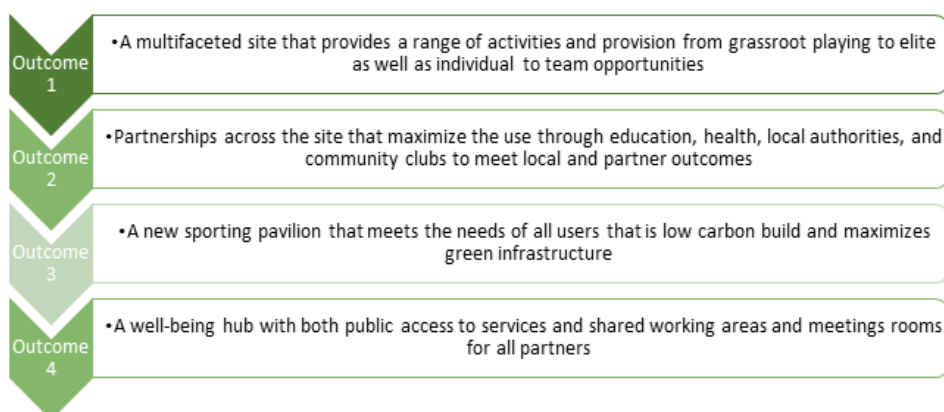 Outcome
1
•A multifaceted site that provides a range of activities and provision from grassroot playing to elite
as well as individual to team opportunities
Outcome
2
•Partnerships across the site that maximize the use through education, health, local authorities, and
community clubs to meet local and partner outcomes
Outcome
3
•A new sporting pavilion that meets the needs of all users that is low carbon build and maximizes
green infrastructure
Outcome
4
•A well-being hub with both public access to services and shared working areas and meetings rooms
for all partners